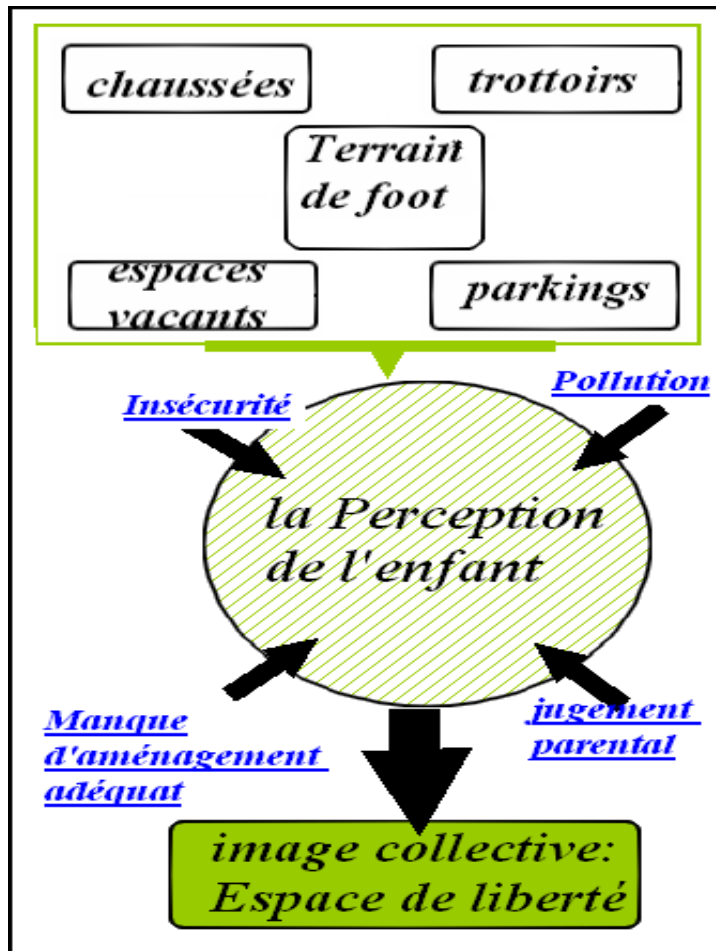 chaussées
trottoirs
Terrain
de foot
espaces
vacants
parkings
Insécurité
Pollution
la Perception
de l'enfant
Manque
d'aménagement
adéquat
jugement
parental
image collective:
Espace de liberté